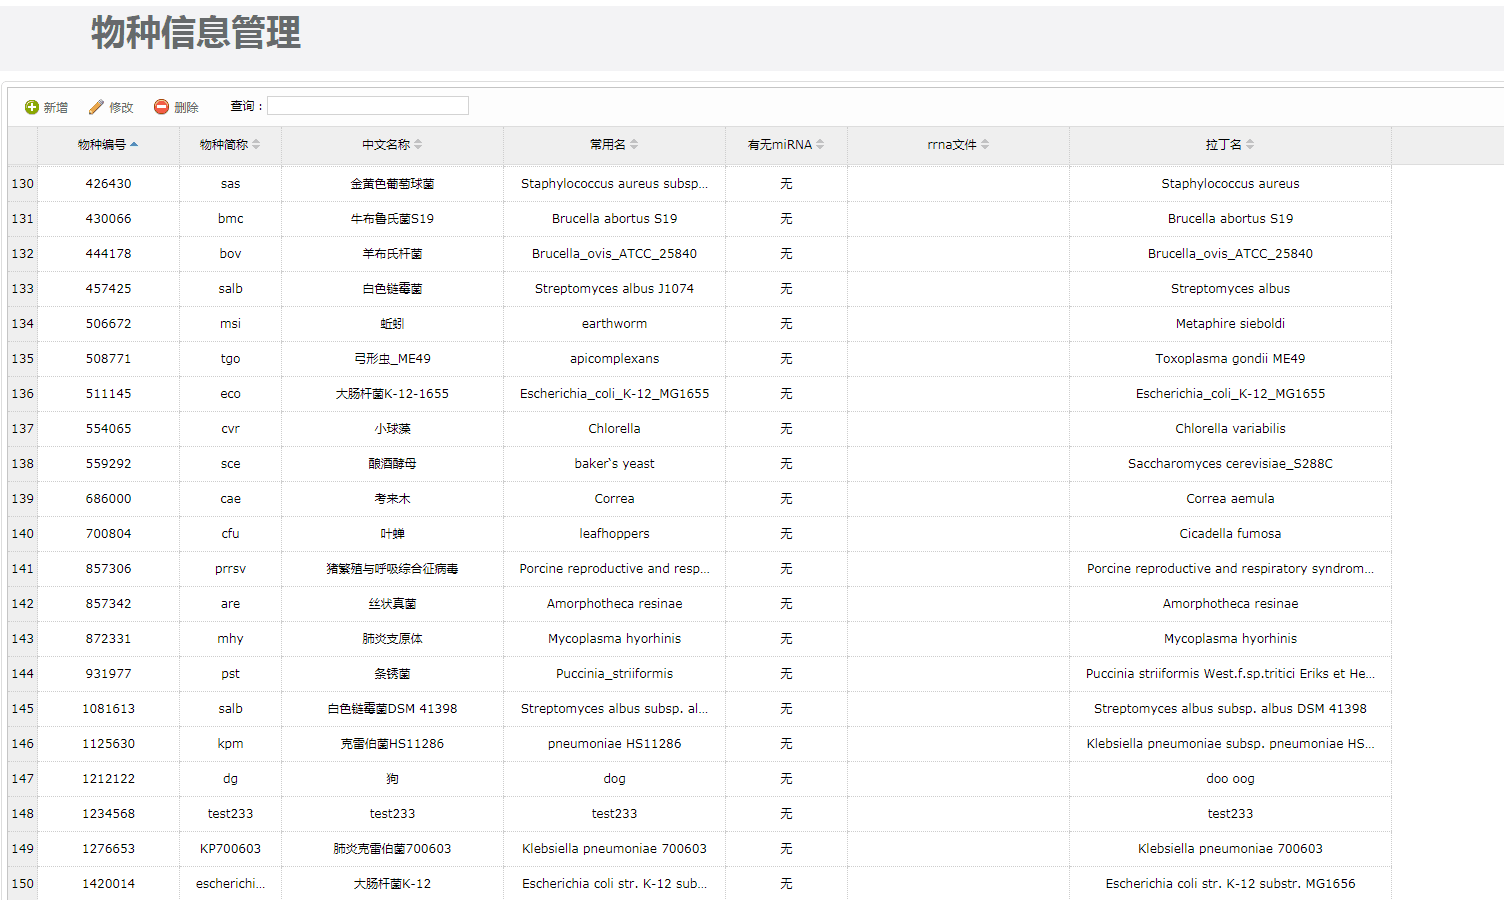 物种信息管理
新增 修改 删除 查询：
物种编号 物种简称 中文名称 常用名 有无miRNA rrna文件 拉丁名
130 426430 sas 金黄色葡萄球菌 Staphylococcus aureus subsp... 无 Staphylococcus aureus
131 430066 bmc 牛布鲁氏菌S19 Brucella abortus S19 无 Brucella abortus S19
132 444178 bov 羊布氏杆菌 Brucella_ovis_ATCC_25840 无 Brucella_ovis_ATCC_25840
133 457425 salb 白色链霉菌 Streptomyces albus J1074 无 Streptomyces albus
134 506672 msi 蚯蚓 earthworm 无 Metaphire sieboldi
135 508771 tgo 弓形虫_ME49 apicomplexans 无 Toxoplasma gondii ME49
136 511145 eco 大肠杆菌K-12-1655 Escherichia_coli_K-12_MG1655 无 Escherichia_coli_K-12_MG1655
137 554065 cvr 小球藻 Chlorella 无 Chlorella variabilis
138 559292 sce 酿酒酵母 baker`s yeast 无 Saccharomyces cerevisiae_S288C
139 686000 cae 考来木 Correa 无 Correa aemula
140 700804 cfu 叶蝉 leafhoppers 无 Cicadella fumosa
141 857306 prrsv 猪繁殖与呼吸综合征病毒 Porcine reproductive and resp... 无 Porcine reproductive and respiratory syndrom...
142 857342 are 丝状真菌 Amorphotheca resinae 无 Amorphotheca resinae
143 872331 mhy 肺炎支原体 Mycoplasma hyorhinis 无 Mycoplasma hyorhinis
144 931977 pst 条锈菌 Puccinia_striiformis 无 Puccinia striiformis West.f.sp.tritici Eriks et He...
145 1081613 salb 白色链霉菌DSM 41398 Streptomyces albus subsp. al... 无 Streptomyces albus subsp. albus DSM 41398
146 1125630 kpm 克雷伯菌HS11286 pneumoniae HS11286 无 Klebsiella pneumoniae subsp. pneumoniae HS...
147 1212122 dg 狗 dog 无 doo oog
148 1234568 test233 test233 test233 无 test233
149 1276653 KP700603 肺炎克雷伯菌700603 Klebsiella pneumoniae 700603 无 Klebsiella pneumoniae 700603
150 1420014 escherichi... 大肠杆菌K-12 Escherichia coli str. K-12 sub... 无 Escherichia coli str. K-12 substr. MG1656